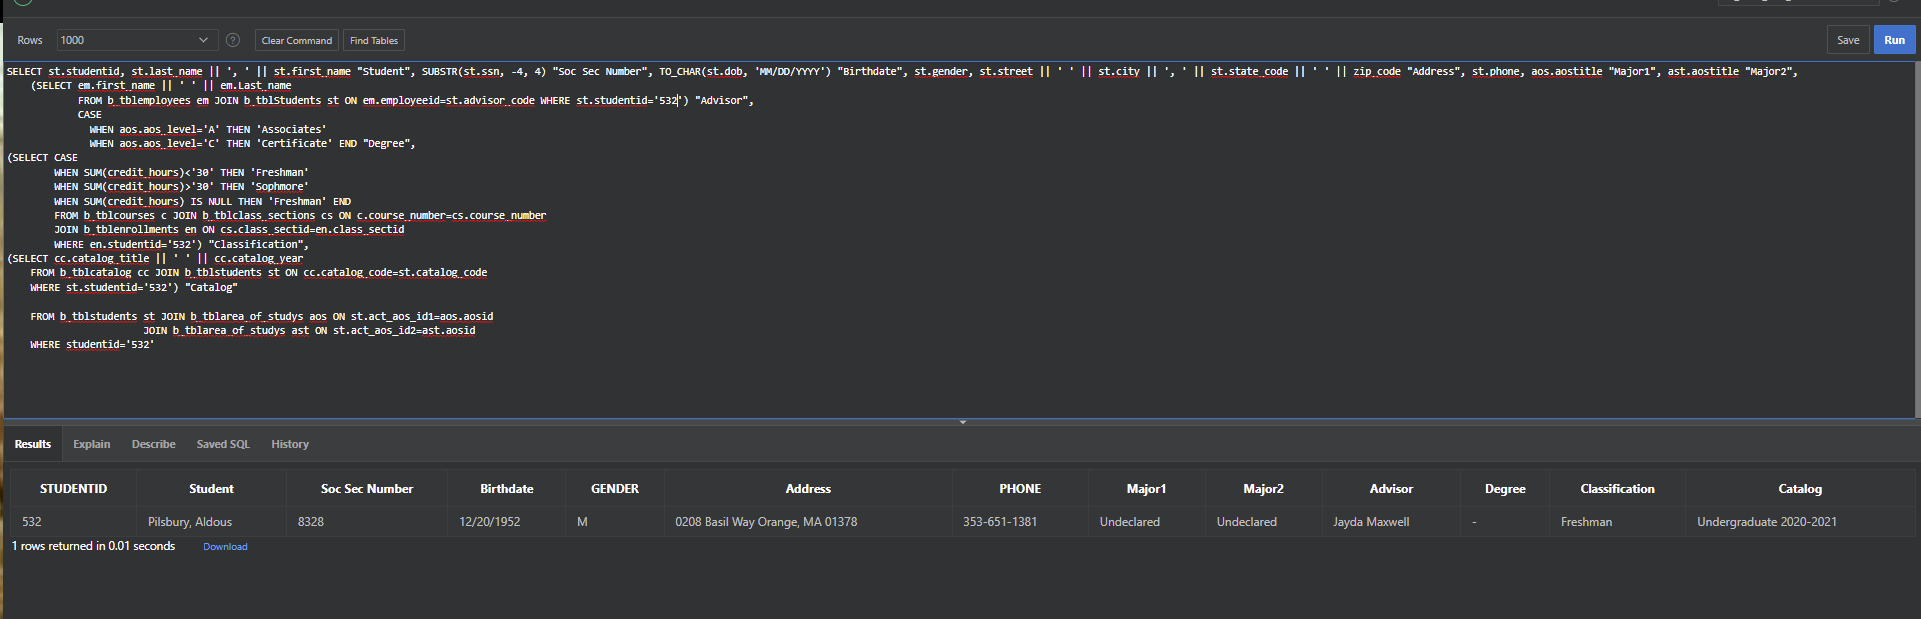 Rows 1000 ? Clear Command Find Tables Save Run
SELECT st.studentid, st.last_name || ', ' || st.first_name "Student", SUBSTR(st.ssn, -4, 4) "Soc Sec Number", TO_CHAR(st.dob, 'MM/DD/YYYY') "Birthdate", st.gender, st.street || ' ' || st.city || ', ' || st.state_code || ' ' || zip_code "Address", st.phone, aos.aostitle "Major1", ast.aostitle "Major2",
(SELECT em.first_name || ' ' || em.Last_name
FROM b_tblemployees em JOIN b_tblStudents st ON em.employeeid=st.advisor_code WHERE st.studentid='532') "Advisor",
CASE
WHEN aos.aos_level='A' THEN 'Associates'
WHEN aos.aos_level='C' THEN 'Certificate' END "Degree",
(SELECT CASE
WHEN SUM(credit_hours)<'30' THEN 'Freshman'
WHEN SUM(credit_hours)>'30' THEN 'Sophmore'
WHEN SUM(credit_hours) IS NULL THEN 'Freshman' END
FROM b_tblcourses c JOIN b_tblclass_sections cs ON c.course_number=cs.course_number
JOIN b_tblenrollments en ON cs.class_sectid=en.class_sectid
WHERE en.studentid='532') "Classification",
(SELECT cc.catalog_title || ' ' || cc.catalog_year
FROM b_tblcatalog cc JOIN b_tblstudents st ON cc.catalog_code=st.catalog_code
WHERE st.studentid='532') "Catalog"
FROM b_tblstudents st JOIN b_tblarea_of_studys aos ON st.act_aos_id1=aos.aosid
JOIN b_tblarea_of_studys ast ON st.act_aos_id2=ast.aosid
WHERE studentid='532'
Results Explain Describe Saved SQL History
STUDENTID Student Soc Sec Number Birthdate GENDER Address PHONE Major1 Major2 Advisor Degree Classification Catalog
532 Pilsbury, Aldous 8328 12/20/1952 M 0208 Basil Way Orange, MA 01378 353-651-1381 Undeclared Undeclared Jayda Maxwell - Freshman Undergraduate 2020-2021
1 rows returned in 0.01 seconds Download